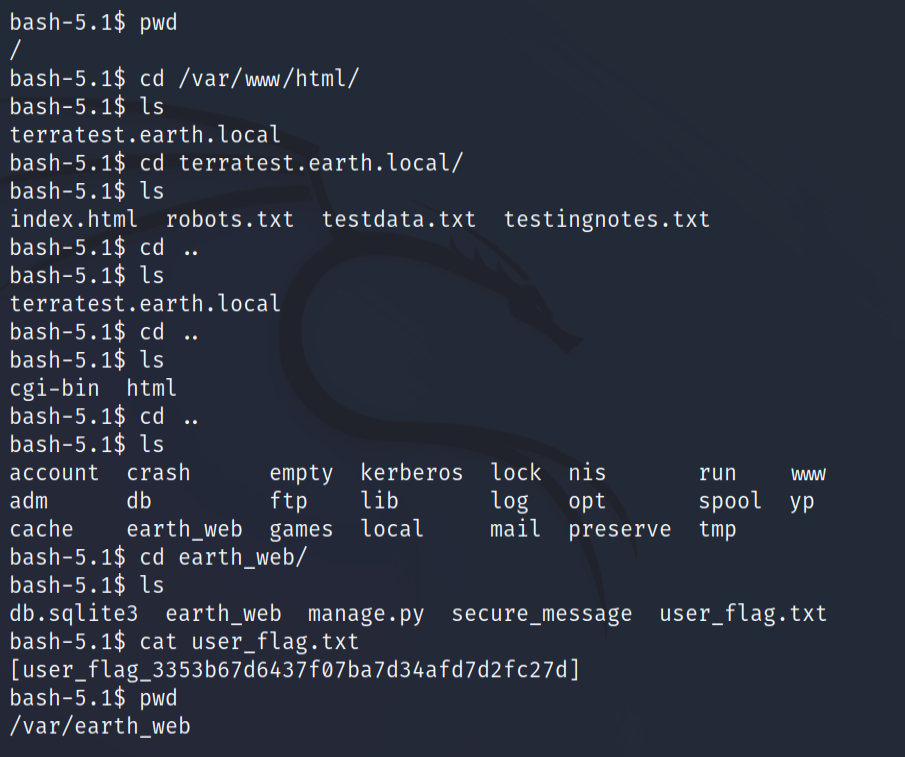 bash-5.1$ pwd
/
bash-5.1$ cd /var/www/html/
bash-5.1$ ls
terratest.earth.local
bash-5.1$ cd terratest.earth.local/
bash-5.1$ ls
index.html  robots.txt  testdata.txt  testingnotes.txt
bash-5.1$ cd ..
bash-5.1$ ls
terratest.earth.local
bash-5.1$ cd ..
bash-5.1$ ls
cgi-bin  html
bash-5.1$ cd ..
bash-5.1$ ls
account  crash      empty  kerberos  lock  nis       run    www
adm      db         ftp    lib       log   opt       spool  yp
cache    earth_web  games  local     mail  preserve  tmp
bash-5.1$ cd earth_web/
bash-5.1$ ls
db.sqlite3  earth_web  manage.py  secure_message  user_flag.txt
bash-5.1$ cat user_flag.txt
[user_flag_3353b67d6437f07ba7d34afd7d2fc27d]
bash-5.1$ pwd
/var/earth_web